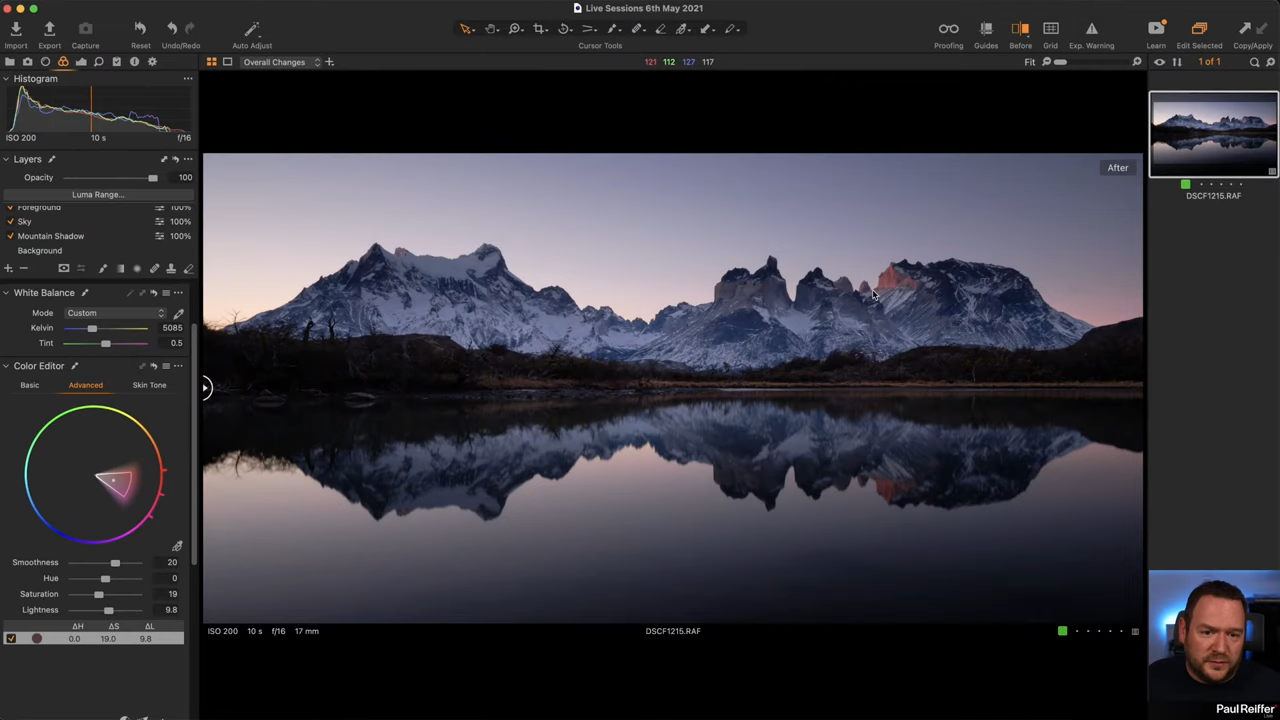 Live Sessions 6th May 2021
Import
Export
Capture
Reset
Undo/Redo
Auto Adjust
Cursor Tools
Proofing
Guides
Before
Grid
Exp. Warning
Learn
Edit Selected
Copy/Apply
Overall Changes
121 112 127 117
Fit
1 of 1
Histogram
ISO 200 10 s f/16
Layers
Opacity 100
Luma Range...
Foreground 100%
Sky 100%
Mountain Shadow 100%
Background
White Balance
Mode Custom
Kelvin 5085
Tint 0.5
Color Editor
Basic Advanced Skin Tone
Smoothness 20
Hue 0
Saturation 19
Lightness 9.8
ΔH ΔS ΔL
0.0 19.0 9.8
After
ISO 200 10 s f/16 17 mm
DSCF1215.RAF
DSCF1215.RAF
Paul Reiffer
Live